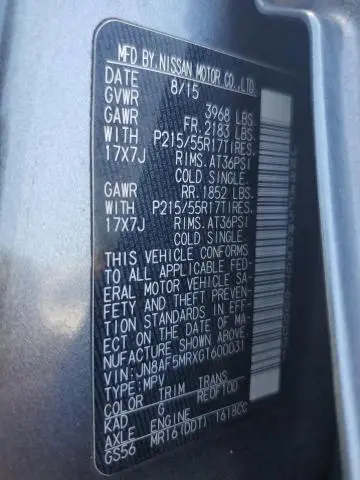 MFD BY NISSAN MOTOR CO.,LTD.
DATE 8/15
GVWR 3968 LBS.
GAWR FR. 2183 LBS.
WITH P215/55R17TIRES.
17X7J RIMS. AT36PSI
COLD SINGLE.
GAWR RR. 1852 LBS.
WITH P215/55R17TIRES.
17X7J RIMS. AT36PSI
COLD SINGLE.
THIS VEHICLE CONFORMS
TO ALL APPLICABLE FED-
ERAL MOTOR VEHICLE SA-
FETY AND THEFT PREVEN-
TION STANDARDS IN EFF-
ECT ON THE DATE OF MA-
NUFACTURE SHOWN ABOVE.
VIN: JN8AF5MRXGT600031
TYPE: MPV
COLOR TRIM TRANS
KAD G RE0F10D
AXLE ENGINE
GS56 MR16(DDT) 1618CC